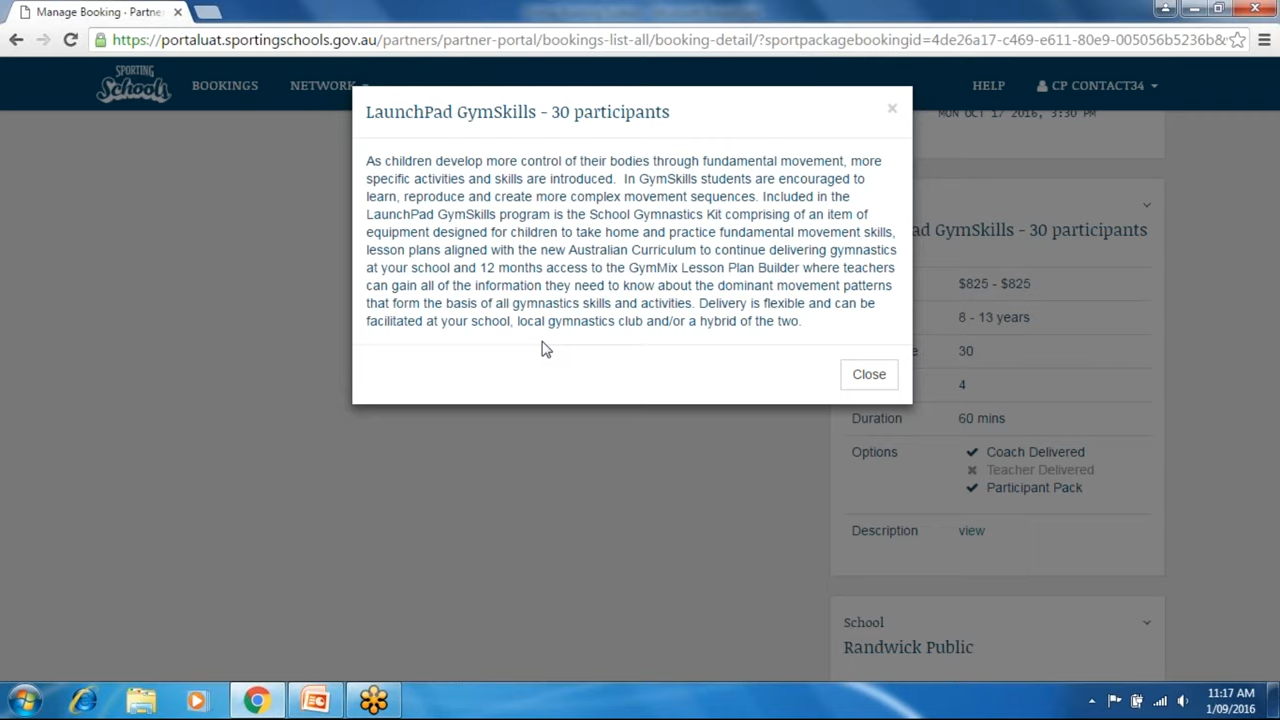 Manage Booking - Partne
https://portaluat.sportingschools.gov.au/partners/partner-portal/bookings-list-all/booking-detail/?sportpackagebookingid=4de26a17-c469-e611-80e9-005056b5236b&
SPORTING
Schools
BOOKINGS
NETWORK
HELP
CP CONTACT34
MON OCT 17 2016, 3:30 PM
LaunchPad GymSkills - 30 participants
×
As children develop more control of their bodies through fundamental movement, more
specific activities and skills are introduced.  In GymSkills students are encouraged to
learn, reproduce and create more complex movement sequences. Included in the
LaunchPad GymSkills program is the School Gymnastics Kit comprising of an item of
equipment designed for children to take home and practice fundamental movement skills,
lesson plans aligned with the new Australian Curriculum to continue delivering gymnastics
at your school and 12 months access to the GymMix Lesson Plan Builder where teachers
can gain all of the information they need to know about the dominant movement patterns
that form the basis of all gymnastics skills and activities. Delivery is flexible and can be
facilitated at your school, local gymnastics club and/or a hybrid of the two.
Close
ad GymSkills - 30 participants
$825 - $825
8 - 13 years
e 30
4
Duration 60 mins
Options Coach Delivered
Teacher Delivered
Participant Pack
Description view
School
Randwick Public
11:17 AM
1/09/2016